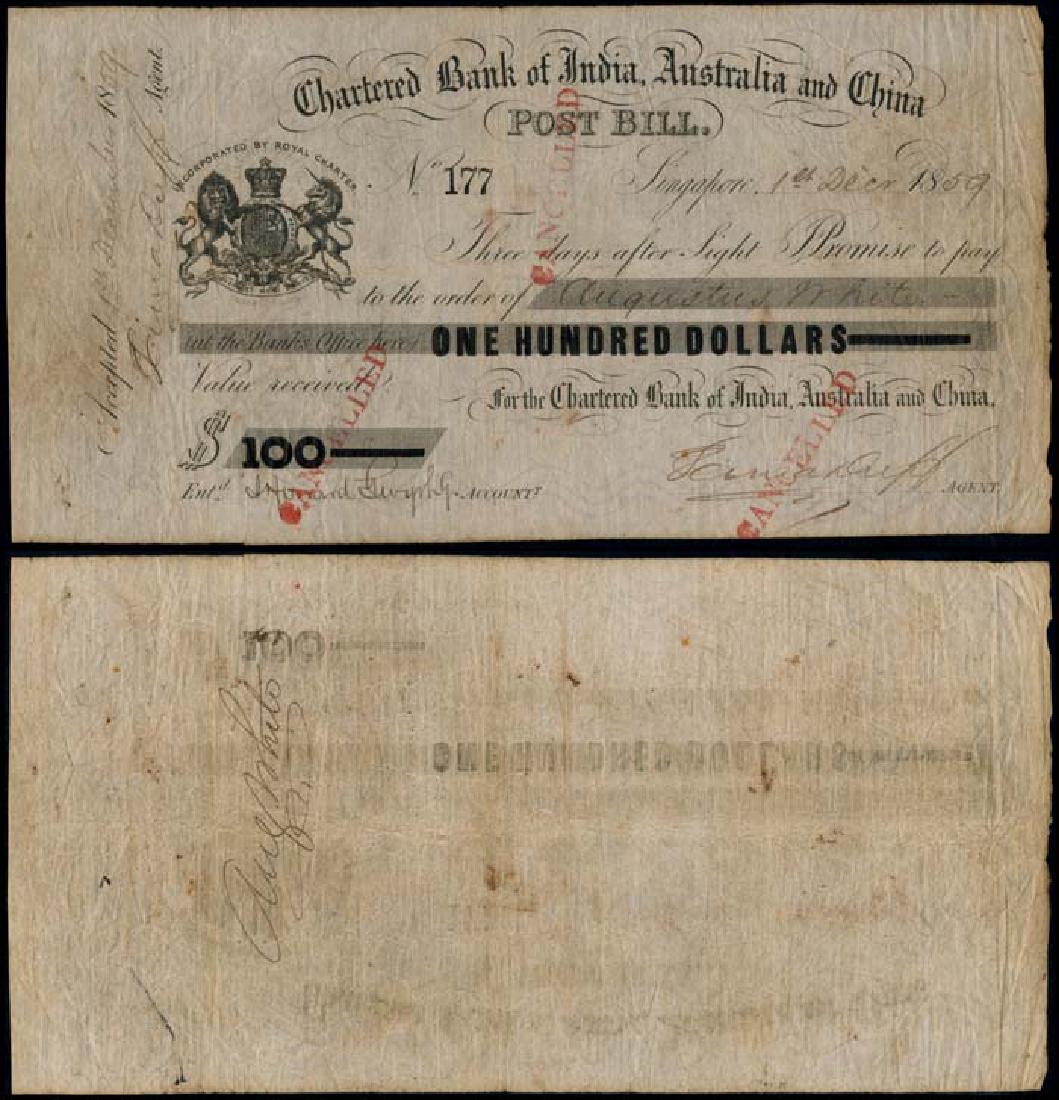 Chartered Bank of India, Australia and China
POST BILL.
INCORPORATED BY ROYAL CHARTER
No 177 Singapore, 1st Decr 1859
Three days after Sight I Promise to pay
to the order of Augustus White
at the Bank's Office here ONE HUNDRED DOLLARS
Value received,
For the Chartered Bank of India, Australia and China,
$ 100
Entd ACCOUNTt
AGENT.
Accepted 1st December 1859
Agent.
CANCELLED
CANCELLED
CANCELLED
Aug White